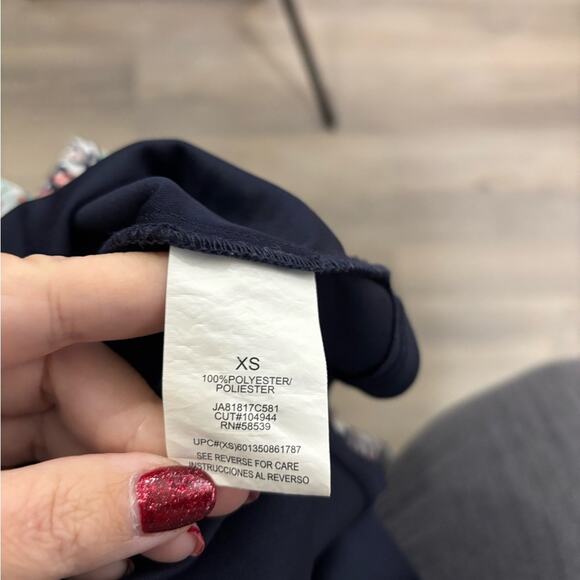 XS
100%POLYESTER/
POLIESTER
JA81817C581
CUT#104944
RN#58539
UPC#(XS)601350861787
SEE REVERSE FOR CARE
INSTRUCCIONES AL REVERSO